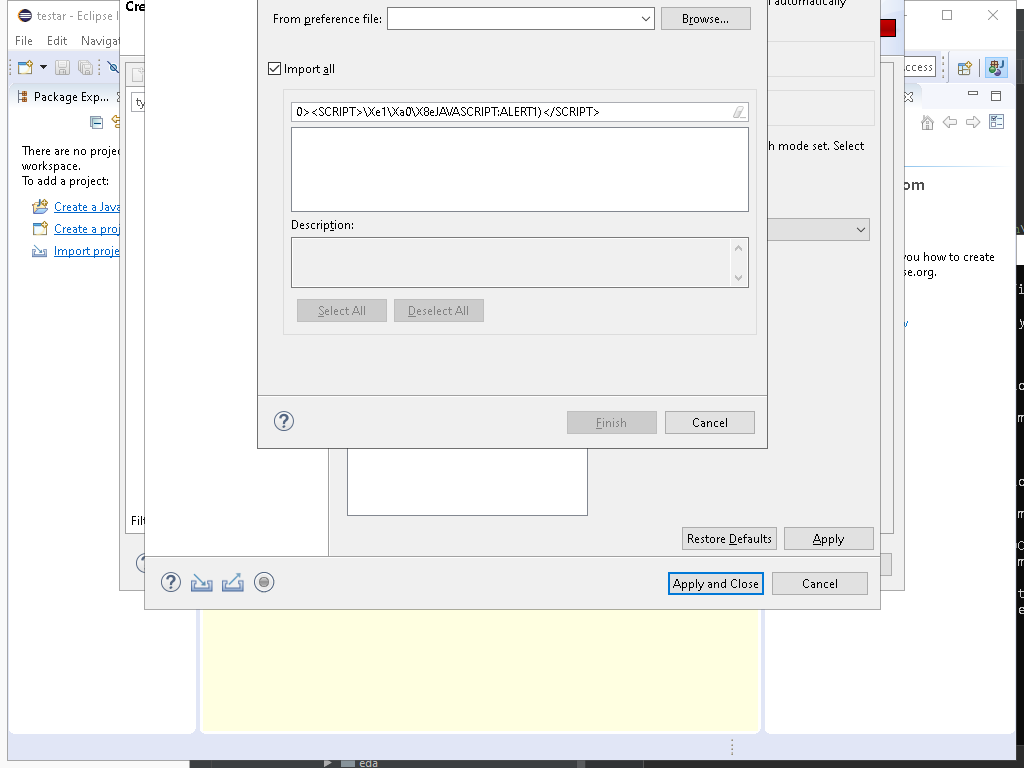 testar - Eclipse I
Cre
File Edit Navigat
From preference file:
Browse...
automatically
ccess
Import all
Package Exp...
ty
0><SCRIPT>\Xe1\Xa0\X8eJAVASCRIPT:ALERT1)</SCRIPT>
There are no projec
workspace.
To add a project:
h mode set. Select
Create a Java
Create a proj
Import proje
om
Description:
you how to create
se.org.
Select All
Deselect All
Finish
Cancel
Filt
Restore Defaults
Apply
Apply and Close
Cancel
eda